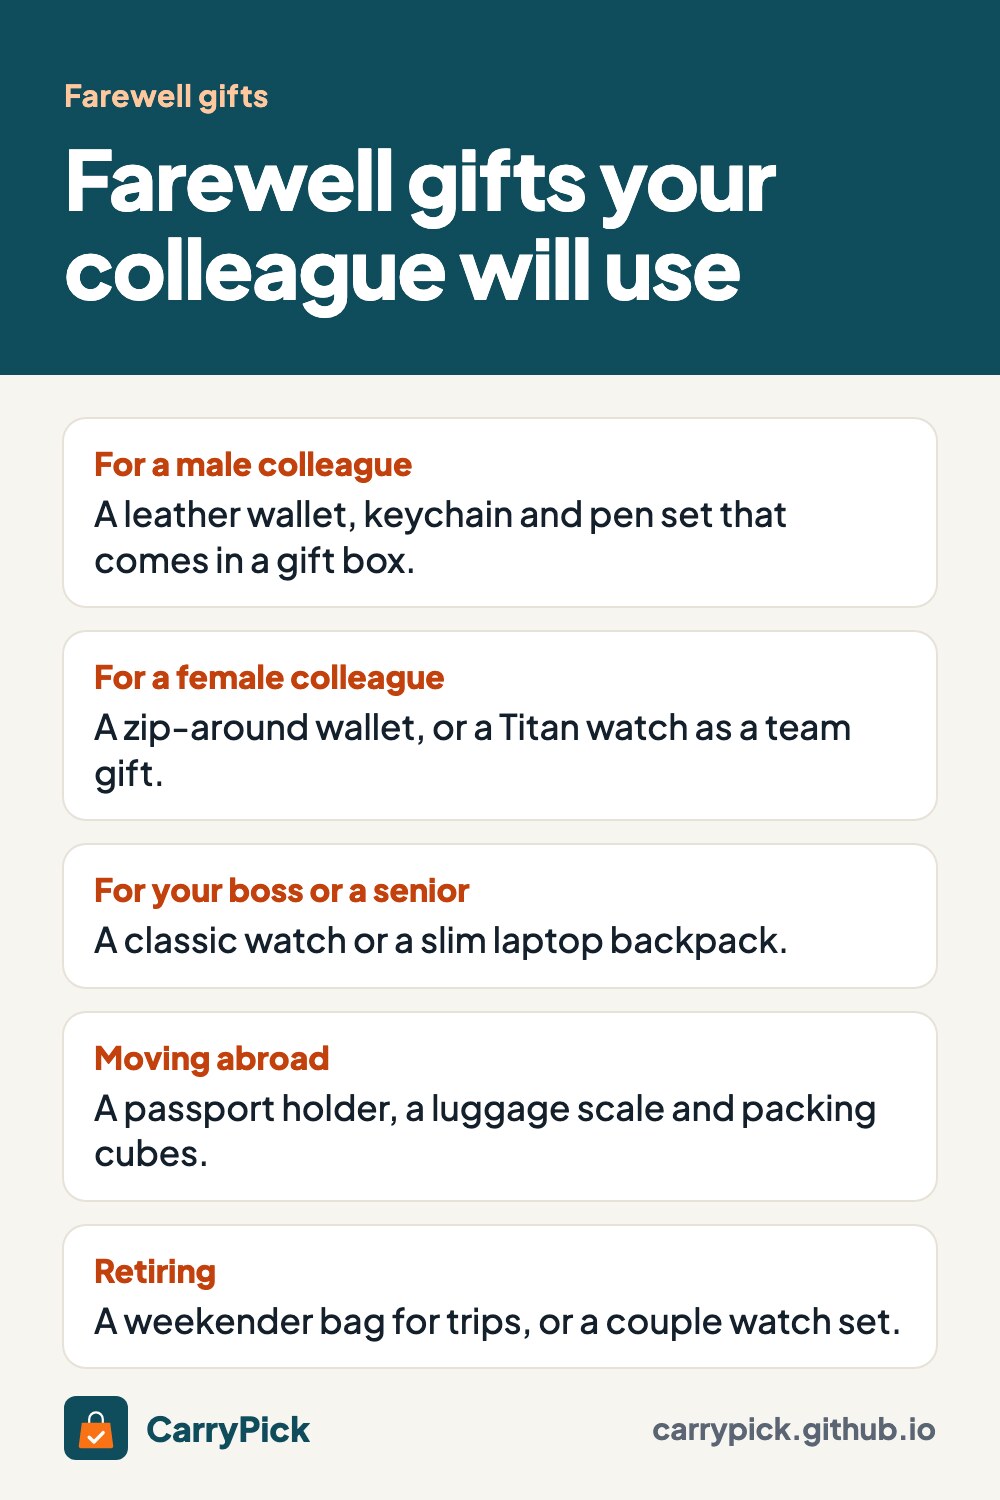 Farewell gifts
Farewell gifts your
colleague will use
For a male colleague
A leather wallet, keychain and pen set that
comes in a gift box.
For a female colleague
A zip-around wallet, or a Titan watch as a team
gift.
For your boss or a senior
A classic watch or a slim laptop backpack.
Moving abroad
A passport holder, a luggage scale and packing
cubes.
Retiring
A weekender bag for trips, or a couple watch set.
CarryPick
carrypick.github.io